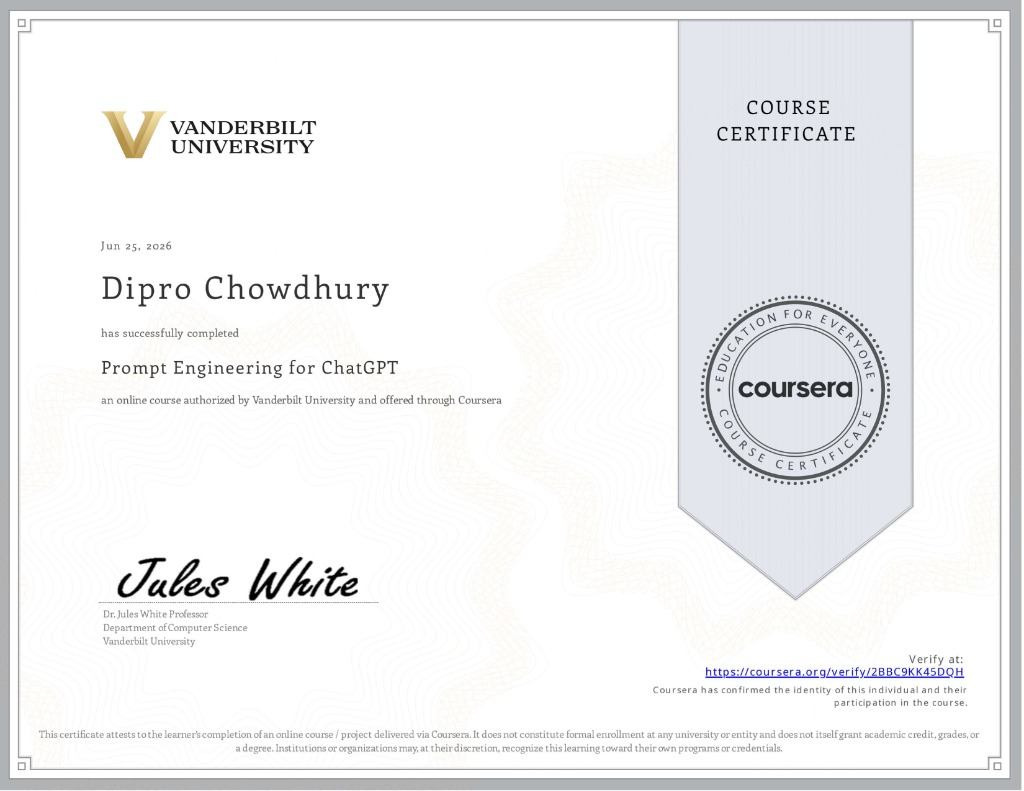 VANDERBILT
UNIVERSITY
COURSE
CERTIFICATE
Jun 25, 2026
Dipro Chowdhury
has successfully completed
Prompt Engineering for ChatGPT
an online course authorized by Vanderbilt University and offered through Coursera
EDUCATION FOR EVERYONE
coursera
COURSE CERTIFICATE
Jules White
Dr. Jules White Professor
Department of Computer Science
Vanderbilt University
Verify at:
https://coursera.org/verify/2BBC9KK45DQH
Coursera has confirmed the identity of this individual and their
participation in the course.
This certificate attests to the learner's completion of an online course / project delivered via Coursera. It does not constitute formal enrollment at any university or entity and does not itself grant academic credit, grades, or
a degree. Institutions or organizations may, at their discretion, recognize this learning toward their own programs or credentials.